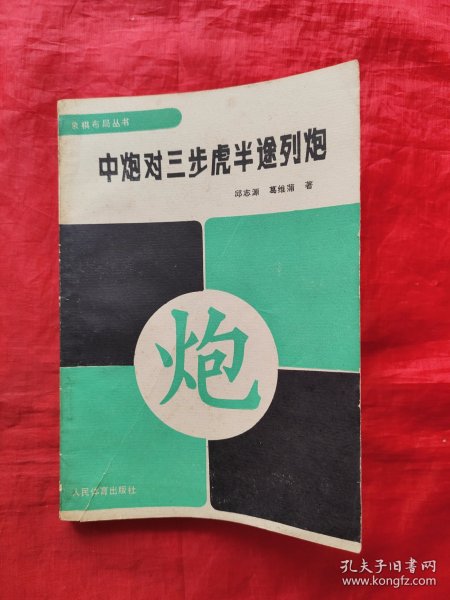 象棋布局丛书
中炮对三步虎半途列炮
邱志源 葛维蒲 著
炮
人民体育出版社
孔夫子旧书网
www.kongfz.com